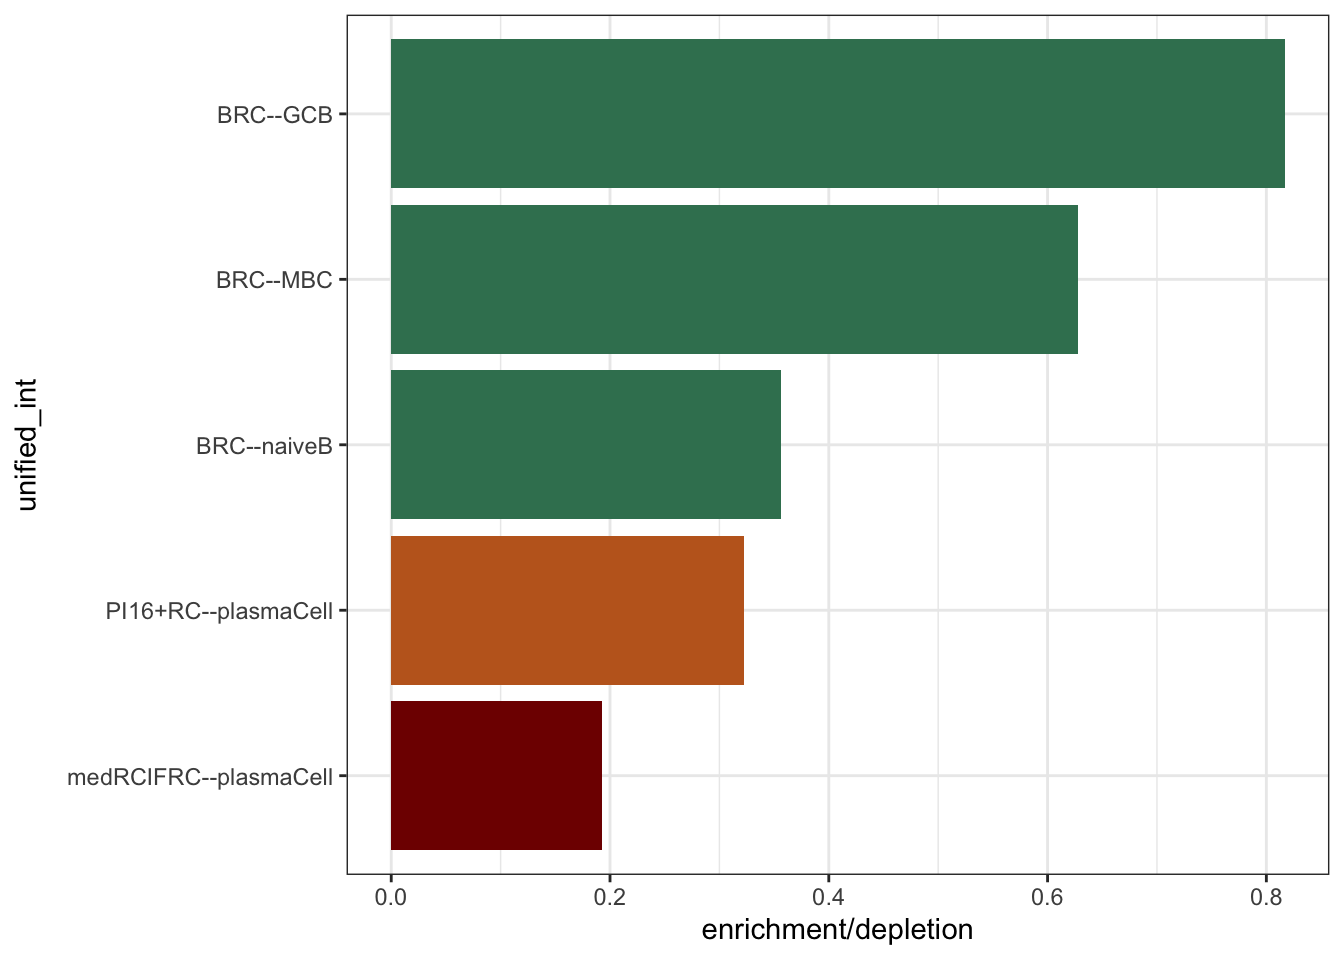 BRC--GCB
BRC--MBC
BRC--naiveB
PI16+RC--plasmaCell
medRCIFRC--plasmaCell
unified_int
0.0 0.2 0.4 0.6 0.8
enrichment/depletion